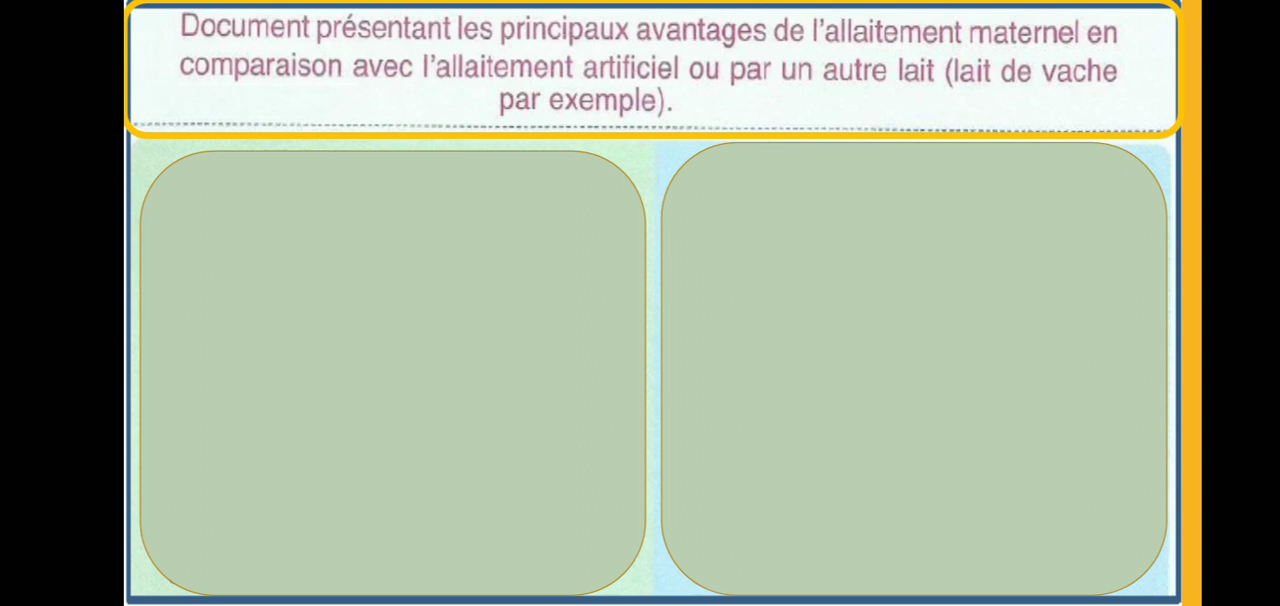 Document présentant les principaux avantages de l'allaitement maternel en
comparaison avec l'allaitement artificiel ou par un autre lait (lait de vache
par exemple).